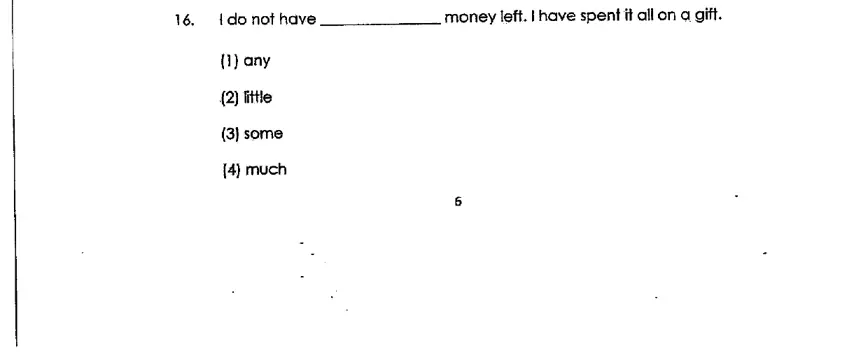 16. I do not have ____________ money left. I have spent it all on a gift.
(1) any
(2) little
(3) some
(4) much
6